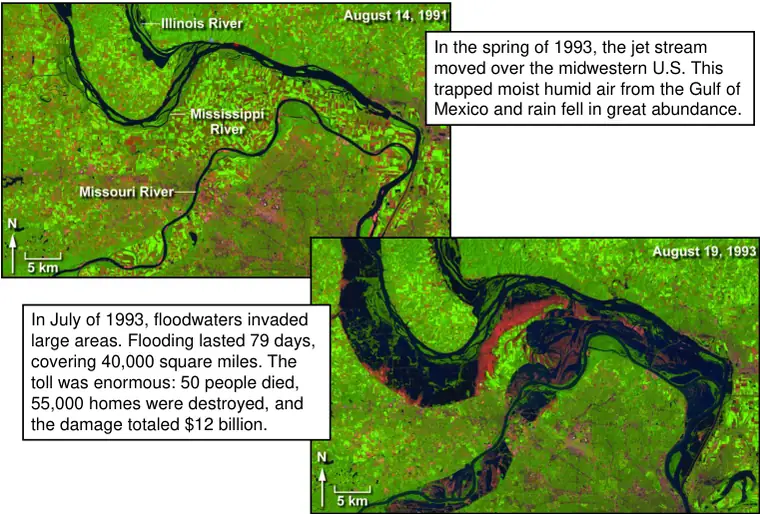 August 14, 1991
Illinois River
Mississippi
River
Missouri River
N
5 km
In the spring of 1993, the jet stream
moved over the midwestern U.S. This
trapped moist humid air from the Gulf of
Mexico and rain fell in great abundance.
August 19, 1993
N
5 km
In July of 1993, floodwaters invaded
large areas. Flooding lasted 79 days,
covering 40,000 square miles. The
toll was enormous: 50 people died,
55,000 homes were destroyed, and
the damage totaled $12 billion.